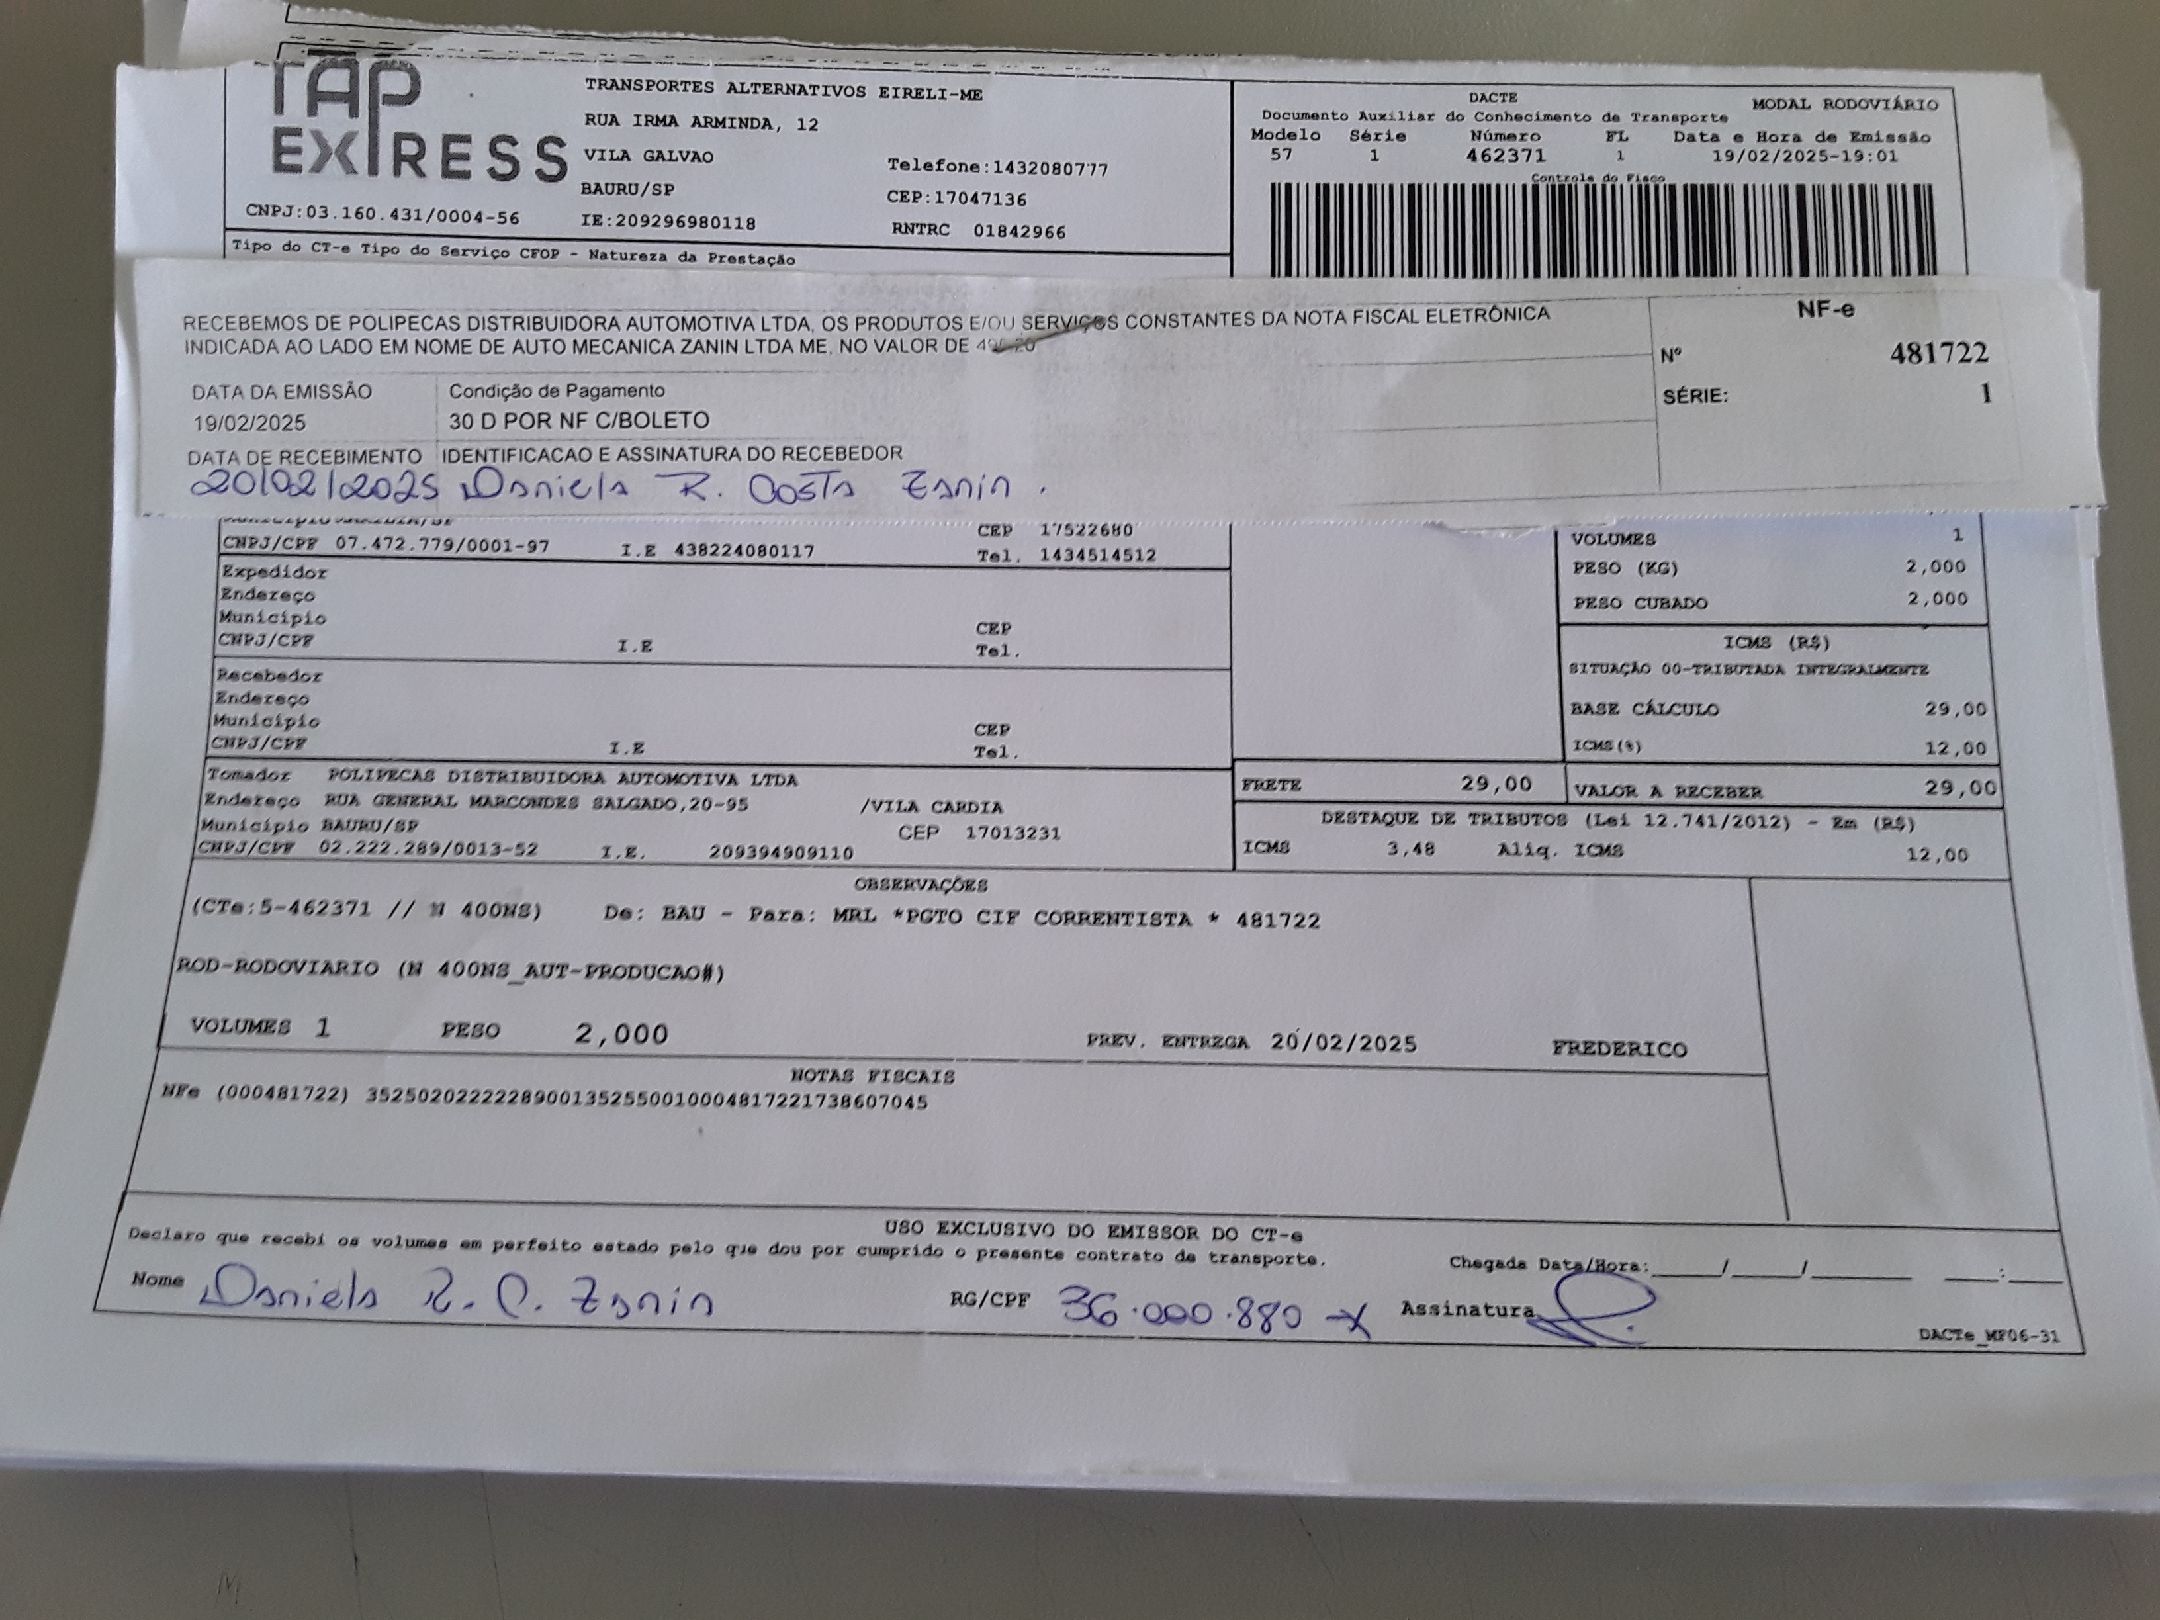 TAP EXPRESS
TRANSPORTES ALTERNATIVOS EIRELI-ME
RUA IRMA ARMINDA, 12
VILA GALVAO Telefone:1432080777
BAURU/SP CEP:17047136
CNPJ:03.160.431/0004-56 IE:209296980118 RNTRC 01842966
Tipo do CT-e Tipo do Serviço CFOP - Natureza da Prestação
DACTE MODAL RODOVIÁRIO
Documento Auxiliar do Conhecimento de Transporte
Modelo Série Número FL Data e Hora de Emissão
57 1 462371 1 19/02/2025-19:01
Controle do Fisco
RECEBEMOS DE POLIPECAS DISTRIBUIDORA AUTOMOTIVA LTDA, OS PRODUTOS E/OU SERVIÇOS CONSTANTES DA NOTA FISCAL ELETRÔNICA
INDICADA AO LADO EM NOME DE AUTO MECANICA ZANIN LTDA ME, NO VALOR DE
NF-e
Nº 481722
SÉRIE: 1
DATA DA EMISSÃO Condição de Pagamento
19/02/2025 30 D POR NF C/BOLETO
DATA DE RECEBIMENTO IDENTIFICACAO E ASSINATURA DO RECEBEDOR
20/02/2025 Daniela R. Costa Zanin.
CEP 17522680
CNPJ/CPF 07.472.779/0001-97 I.E 438224080117 Tel. 1434514512
Expedidor
Endereço
Município CEP
CNPJ/CPF I.E Tel.
Recebedor
Endereço
Município CEP
CNPJ/CPF I.E Tel.
Tomador POLIPECAS DISTRIBUIDORA AUTOMOTIVA LTDA
Endereço RUA GENERAL MARCONDES SALGADO,20-95 /VILA CARDIA
Município BAURU/SP CEP 17013231
CNPJ/CPF 02.222.289/0013-52 I.E. 209394909110
VOLUMES 1
PESO (KG) 2,000
PESO CUBADO 2,000
ICMS (R$)
SITUAÇÃO 00-TRIBUTADA INTEGRALMENTE
BASE CÁLCULO 29,00
ICMS(%) 12,00
FRETE 29,00 VALOR A RECEBER 29,00
DESTAQUE DE TRIBUTOS (Lei 12.741/2012) - Em (R$)
ICMS 3,48 Aliq. ICMS 12,00
OBSERVAÇÕES
(CTe:5-462371 // N 400NS) De: BAU - Para: MRL *PGTO CIF CORRENTISTA * 481722
ROD-RODOVIARIO (N 400NS_AUT-PRODUCAO#)
VOLUMES 1 PESO 2,000 PREV. ENTREGA 20/02/2025 FREDERICO
NOTAS FISCAIS
NFe (000481722) 35250202222289001352550010004817221738607045
USO EXCLUSIVO DO EMISSOR DO CT-e
Declaro que recebi os volumes em perfeito estado pelo que dou por cumprido o presente contrato de transporte.
Chegada Data/Hora:____/____/______ ___:___
Nome Daniela R. C. Zanin RG/CPF 36.000.880-X Assinatura
DACTe_MF06-31